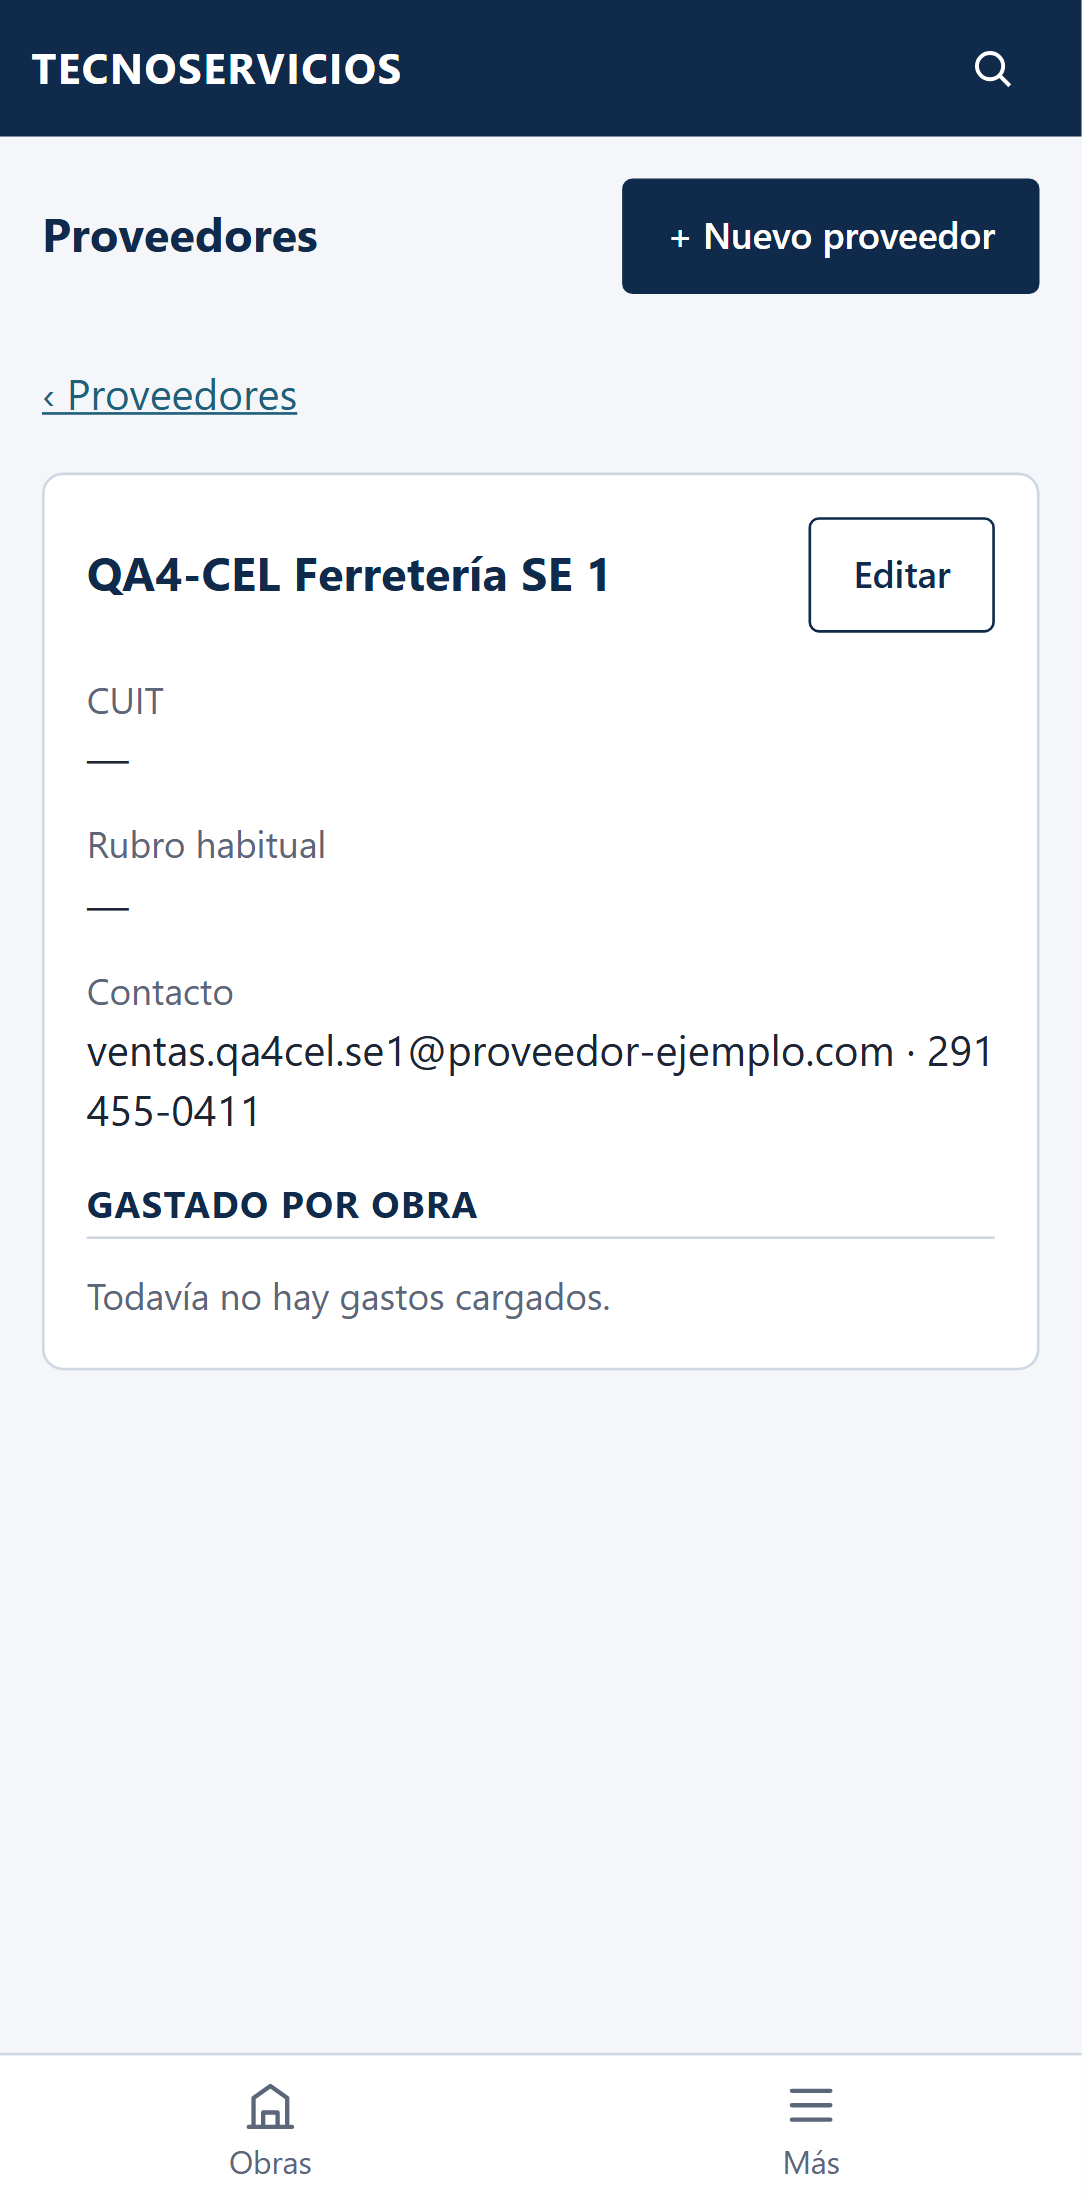 TECNOSERVICIOS
Proveedores
+ Nuevo proveedor
‹ Proveedores
QA4-CEL Ferretería SE 1
Editar
CUIT
—
Rubro habitual
—
Contacto
ventas.qa4cel.se1@proveedor-ejemplo.com · 291
455-0411
GASTADO POR OBRA
Todavía no hay gastos cargados.
Obras
Más